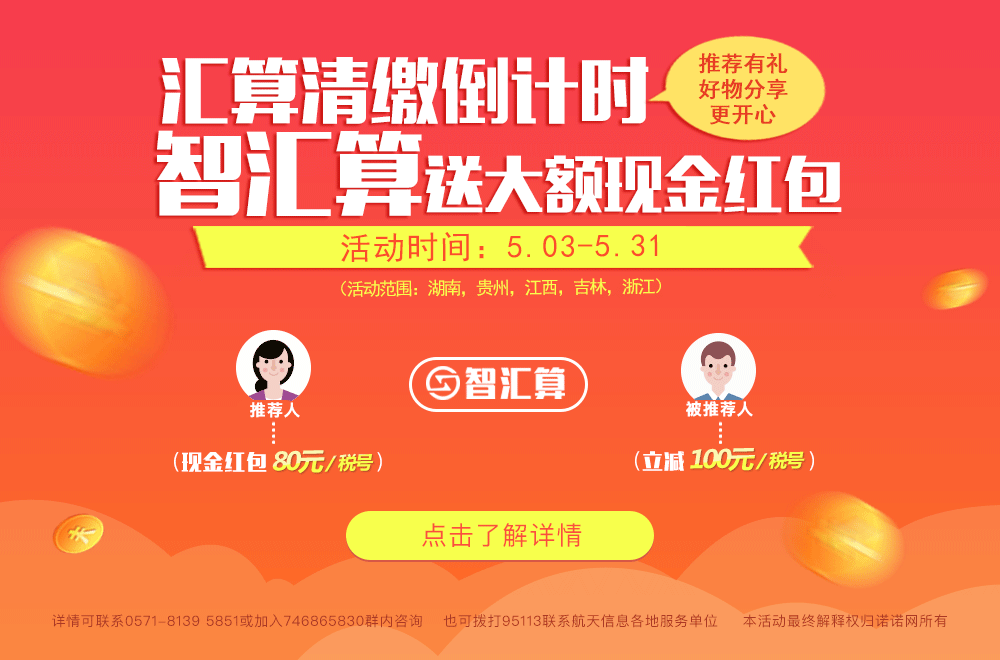 汇算清缴倒计时
推荐有礼
好物分享
更开心
智汇算送大额现金红包
活动时间：5.03-5.31
（活动范围：湖南，贵州，江西，吉林，浙江）
智汇算
推荐人
被推荐人
（现金红包 80元/税号）
（立减 100元/税号）
点击了解详情
详情可联系0571-8139 5851或加入746865830群内咨询 也可拨打95113联系航天信息各地服务单位 本活动最终解释权归诺诺网所有